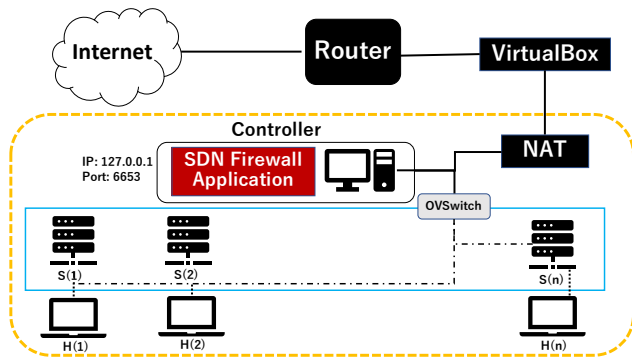 Internet
Router
VirtualBox
Controller
IP: 127.0.0.1
Port: 6653
SDN Firewall
Application
NAT
OVSwitch
S(1)
S(2)
S(n)
H(1)
H(2)
H(n)